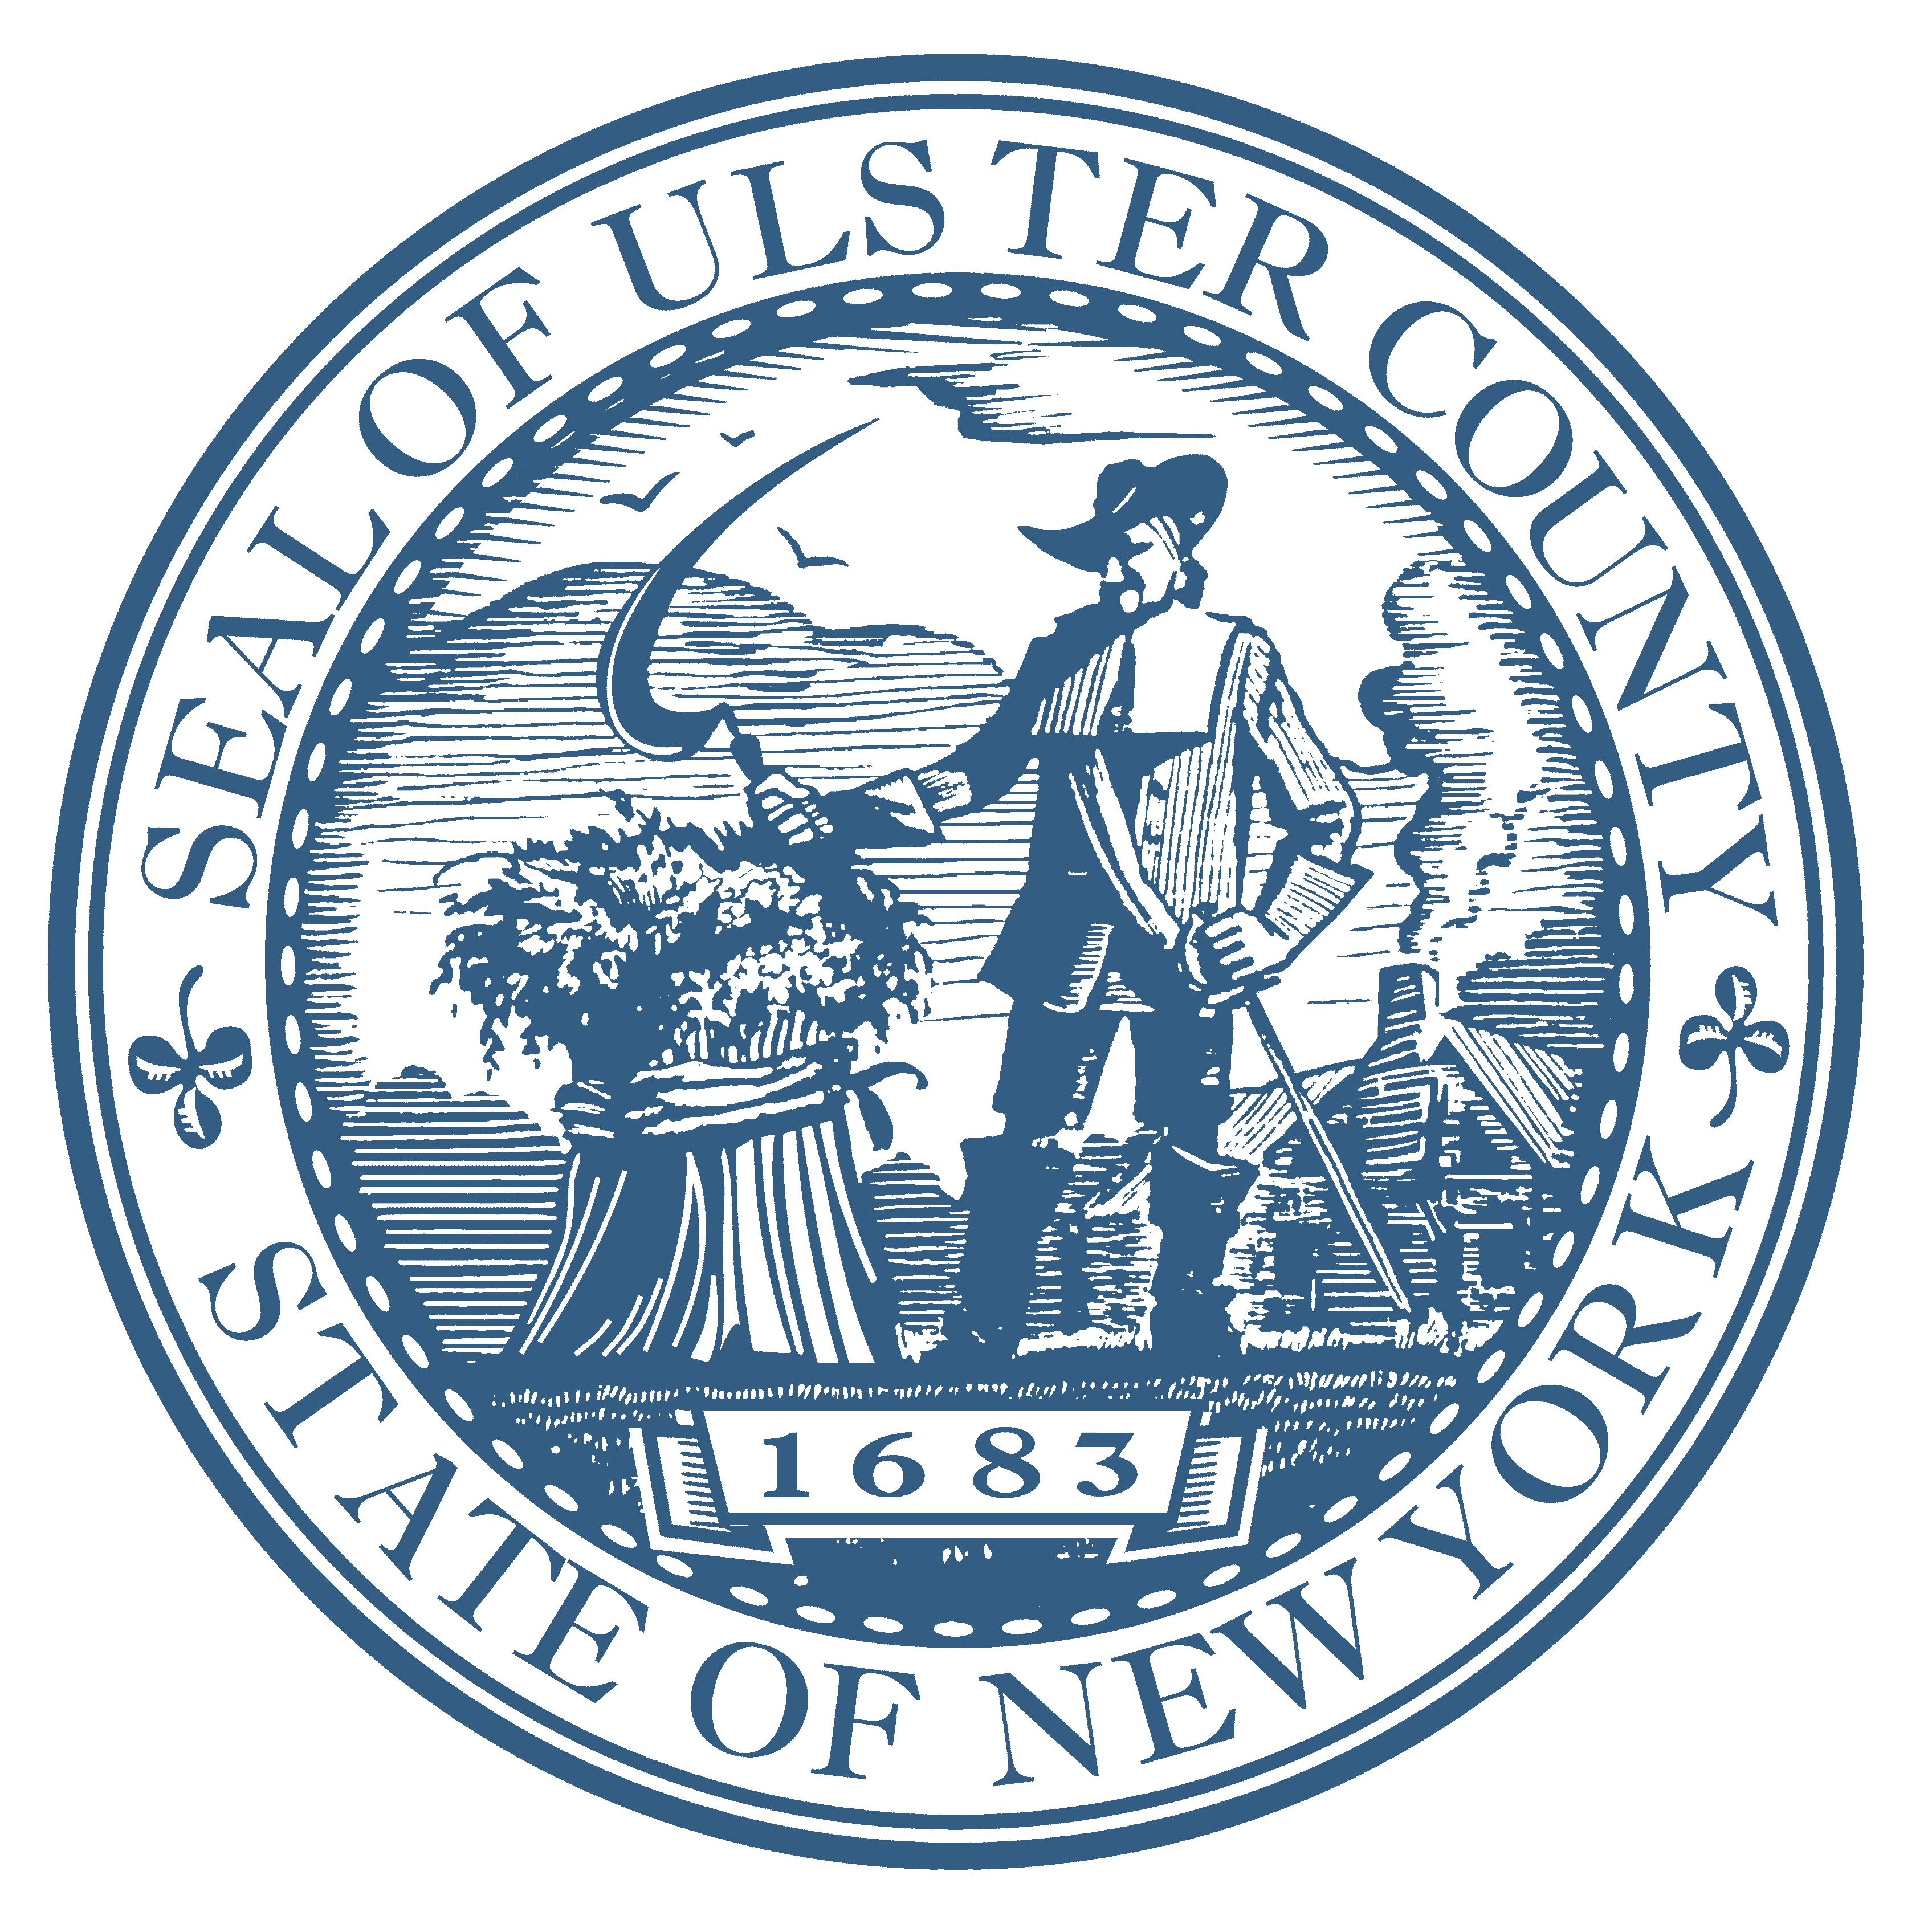 SEAL OF ULSTER COUNTY
1683
STATE OF NEW YORK